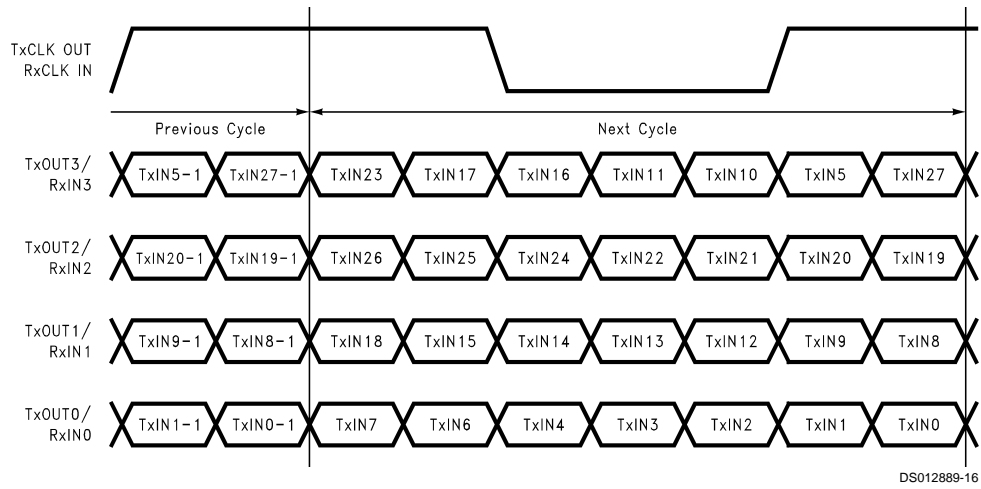 TxCLK OUT
RxCLK IN
Previous Cycle
Next Cycle
TxOUT3/
RxIN3
TxIN5-1 TxIN27-1 TxIN23 TxIN17 TxIN16 TxIN11 TxIN10 TxIN5 TxIN27
TxOUT2/
RxIN2
TxIN20-1 TxIN19-1 TxIN26 TxIN25 TxIN24 TxIN22 TxIN21 TxIN20 TxIN19
TxOUT1/
RxIN1
TxIN9-1 TxIN8-1 TxIN18 TxIN15 TxIN14 TxIN13 TxIN12 TxIN9 TxIN8
TxOUT0/
RxIN0
TxIN1-1 TxIN0-1 TxIN7 TxIN6 TxIN4 TxIN3 TxIN2 TxIN1 TxIN0
DS012889-16